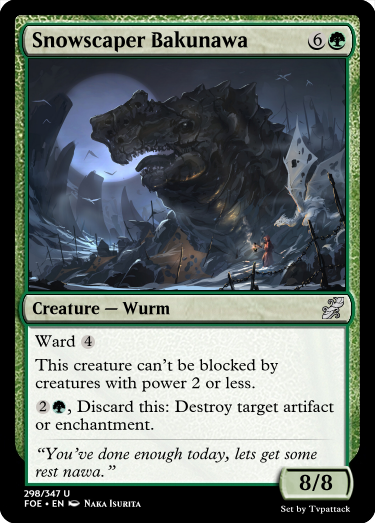 Snowscaper Bakunawa 6
Creature — Wurm
Ward 4
This creature can't be blocked by
creatures with power 2 or less.
2, Discard this: Destroy target artifact
or enchantment.
"You've done enough today, lets get some
rest nawa."
8/8
298/347 U
FOE • EN Naka Isurita
Set by Tvpattack